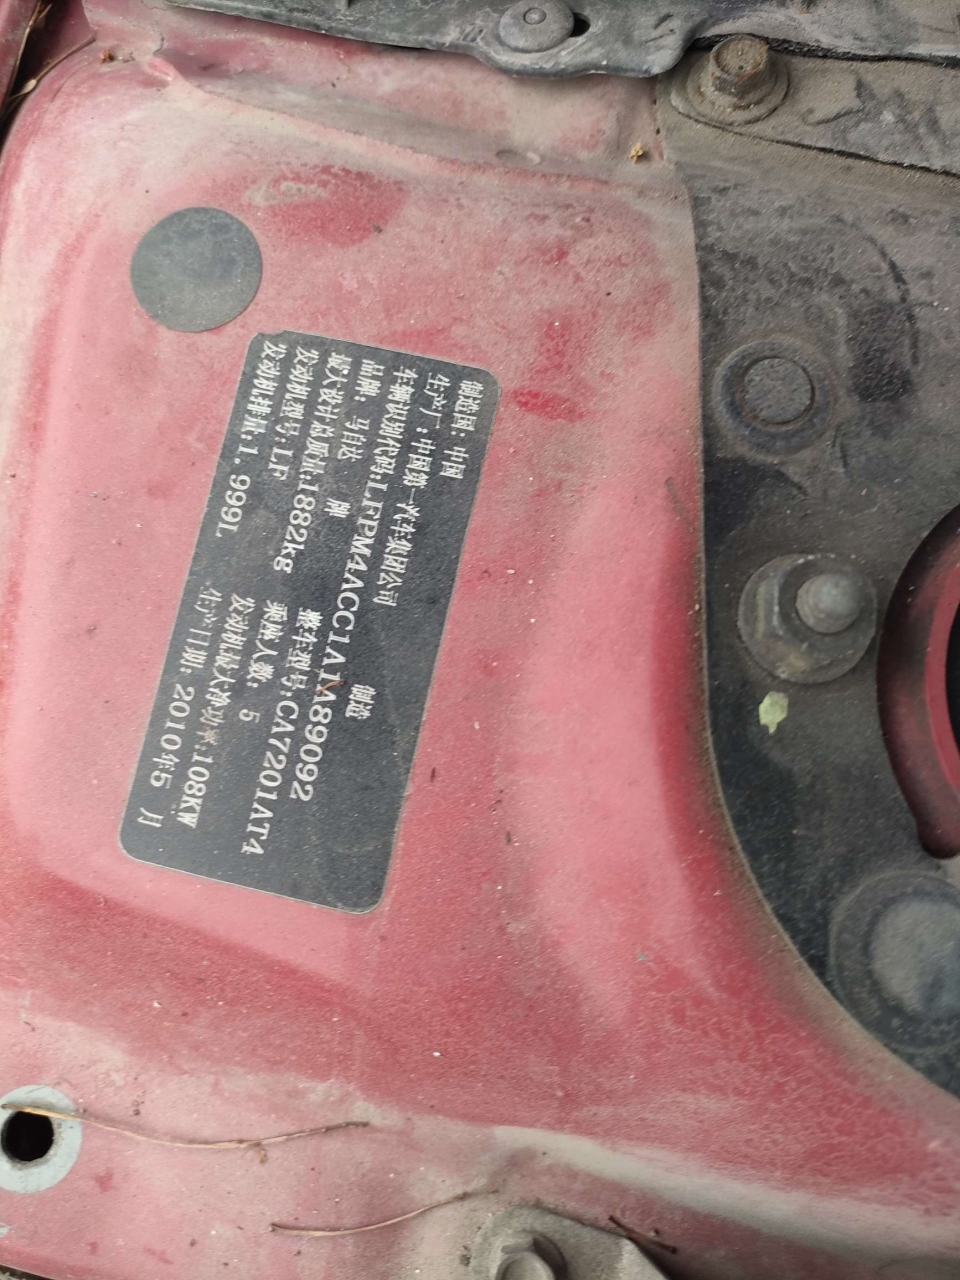 制造国：中国
生产厂：中国第一汽车集团公司 制造
车辆识别代码：LFPM4ACC1A1A89092
品牌：马自达 牌 整车型号：CA7201AT4
最大设计总质量：1882kg 乘座人数：5
发动机型号：LF 发动机最大净功率：108KW
发动机排量：1.999L 生产日期：2010年5 月